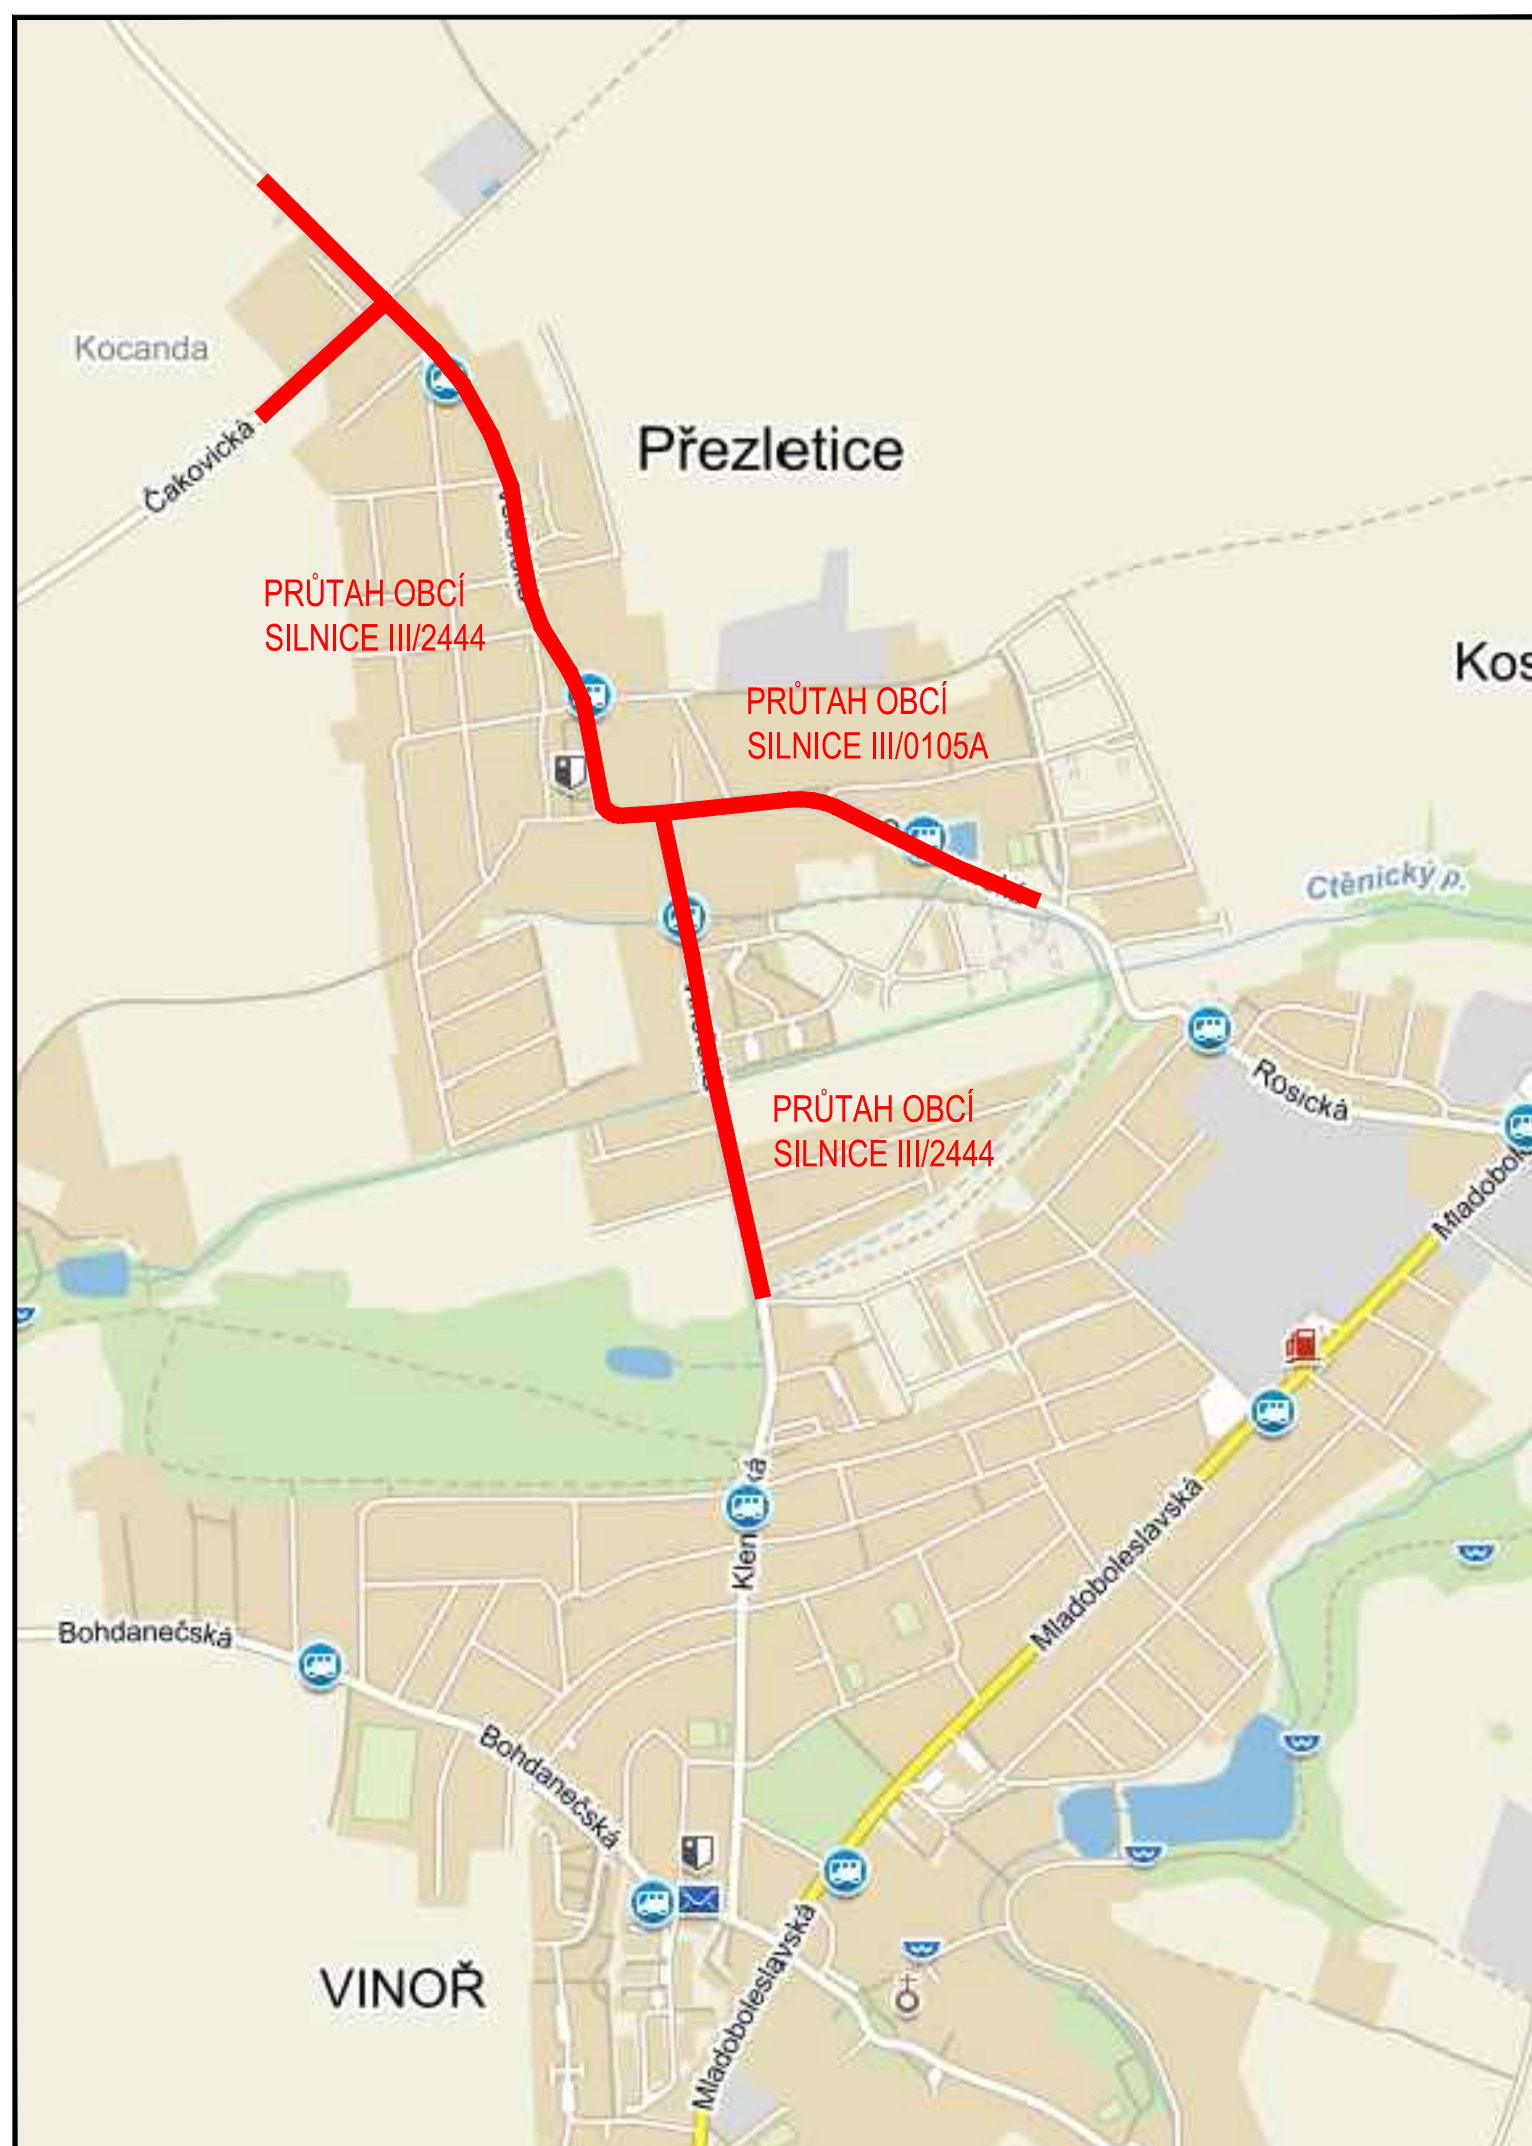 Kocanda
Čakovická
Přezletice
PRŮTAH OBCÍ
SILNICE III/2444
Kos
PRŮTAH OBCÍ
SILNICE III/0105A
Ctěnický p.
Rosická
PRŮTAH OBCÍ
SILNICE III/2444
Mladobol
Mladoboleslavská
Bohdanečská
Bohdanečská
VINOŘ
Mladoboleslavská